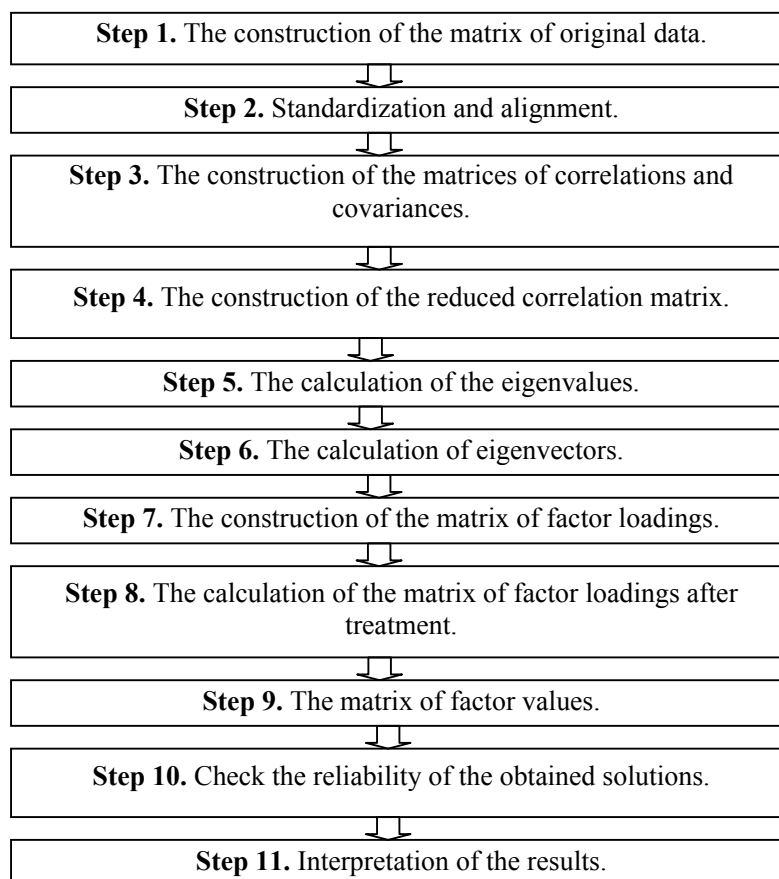 Step 1. The construction of the matrix of original data.
Step 2. Standardization and alignment.
Step 3. The construction of the matrices of correlations and
covariances.
Step 4. The construction of the reduced correlation matrix.
Step 5. The calculation of the eigenvalues.
Step 6. The calculation of eigenvectors.
Step 7. The construction of the matrix of factor loadings.
Step 8. The calculation of the matrix of factor loadings after
treatment.
Step 9. The matrix of factor values.
Step 10. Check the reliability of the obtained solutions.
Step 11. Interpretation of the results.